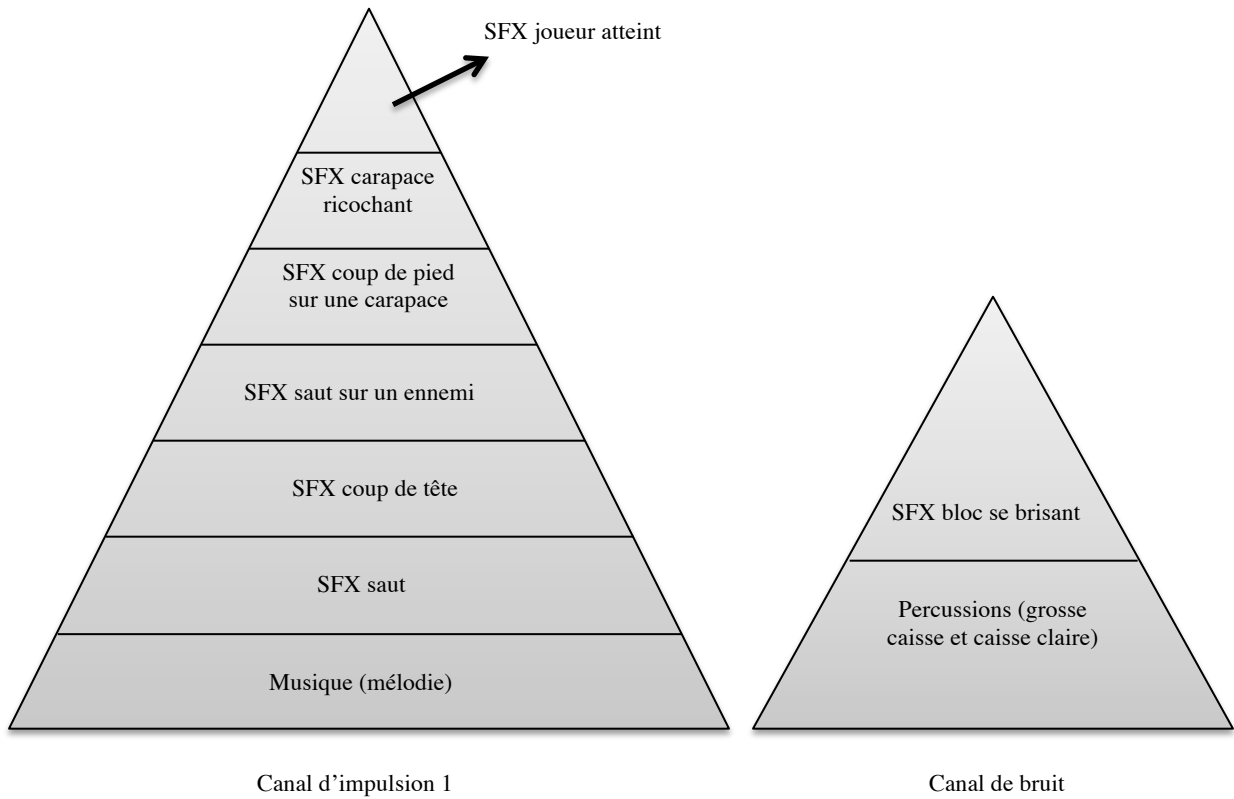 SFX joueur atteint
SFX carapace
ricochant
SFX coup de pied
sur une carapace
SFX saut sur un ennemi
SFX coup de tête
SFX saut
Musique (mélodie)
Canal d’impulsion 1
SFX bloc se brisant
Percussions (grosse
caisse et caisse claire)
Canal de bruit